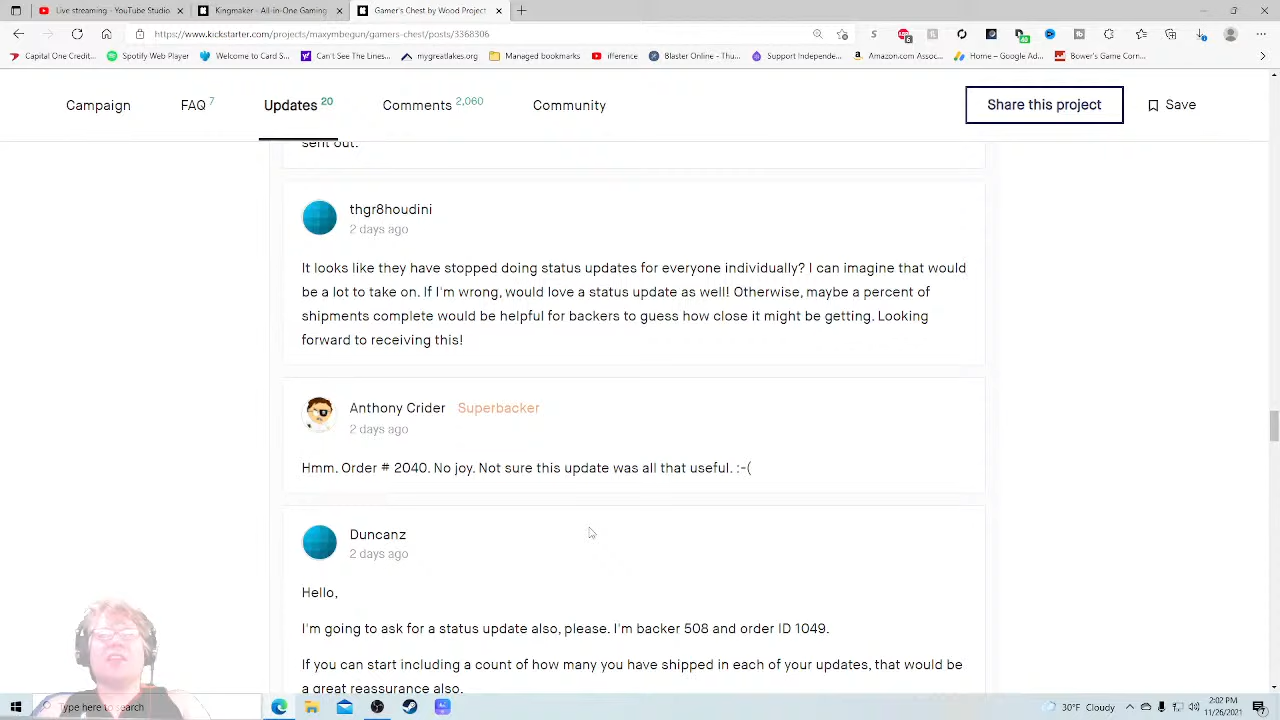 Live streaming - YouTube Studio
Kingmaker - All-in-One Gaming
Gamer's Chest by Wood Project
https://www.kickstarter.com/projects/maxymbegun/gamers-chest/posts/3368306
Capital One Credit...
Spotify Web Player
Welcome Card S...
Can't See The Lines...
mygreatlakes.org
Managed bookmarks
ifference
Blaster Online - Thu...
Support Independe...
Amazon.com Assoc...
Home – Google Ad...
Bower's Game Corn...
Campaign
FAQ 7
Updates 20
Comments 2,060
Community
Share this project
Save
sent out.
thgr8houdini
2 days ago
It looks like they have stopped doing status updates for everyone individually? I can imagine that would
be a lot to take on. If I'm wrong, would love a status update as well! Otherwise, maybe a percent of
shipments complete would be helpful for backers to guess how close it might be getting. Looking
forward to receiving this!
Anthony Crider Superbacker
2 days ago
Hmm. Order # 2040. No joy. Not sure this update was all that useful. :-(
Duncanz
2 days ago
Hello,
I'm going to ask for a status update also, please. I'm backer 508 and order ID 1049.
If you can start including a count of how many you have shipped in each of your updates, that would be
a great reassurance also.
Type here to search
30°F Cloudy
2:02 PM
11/26/2021